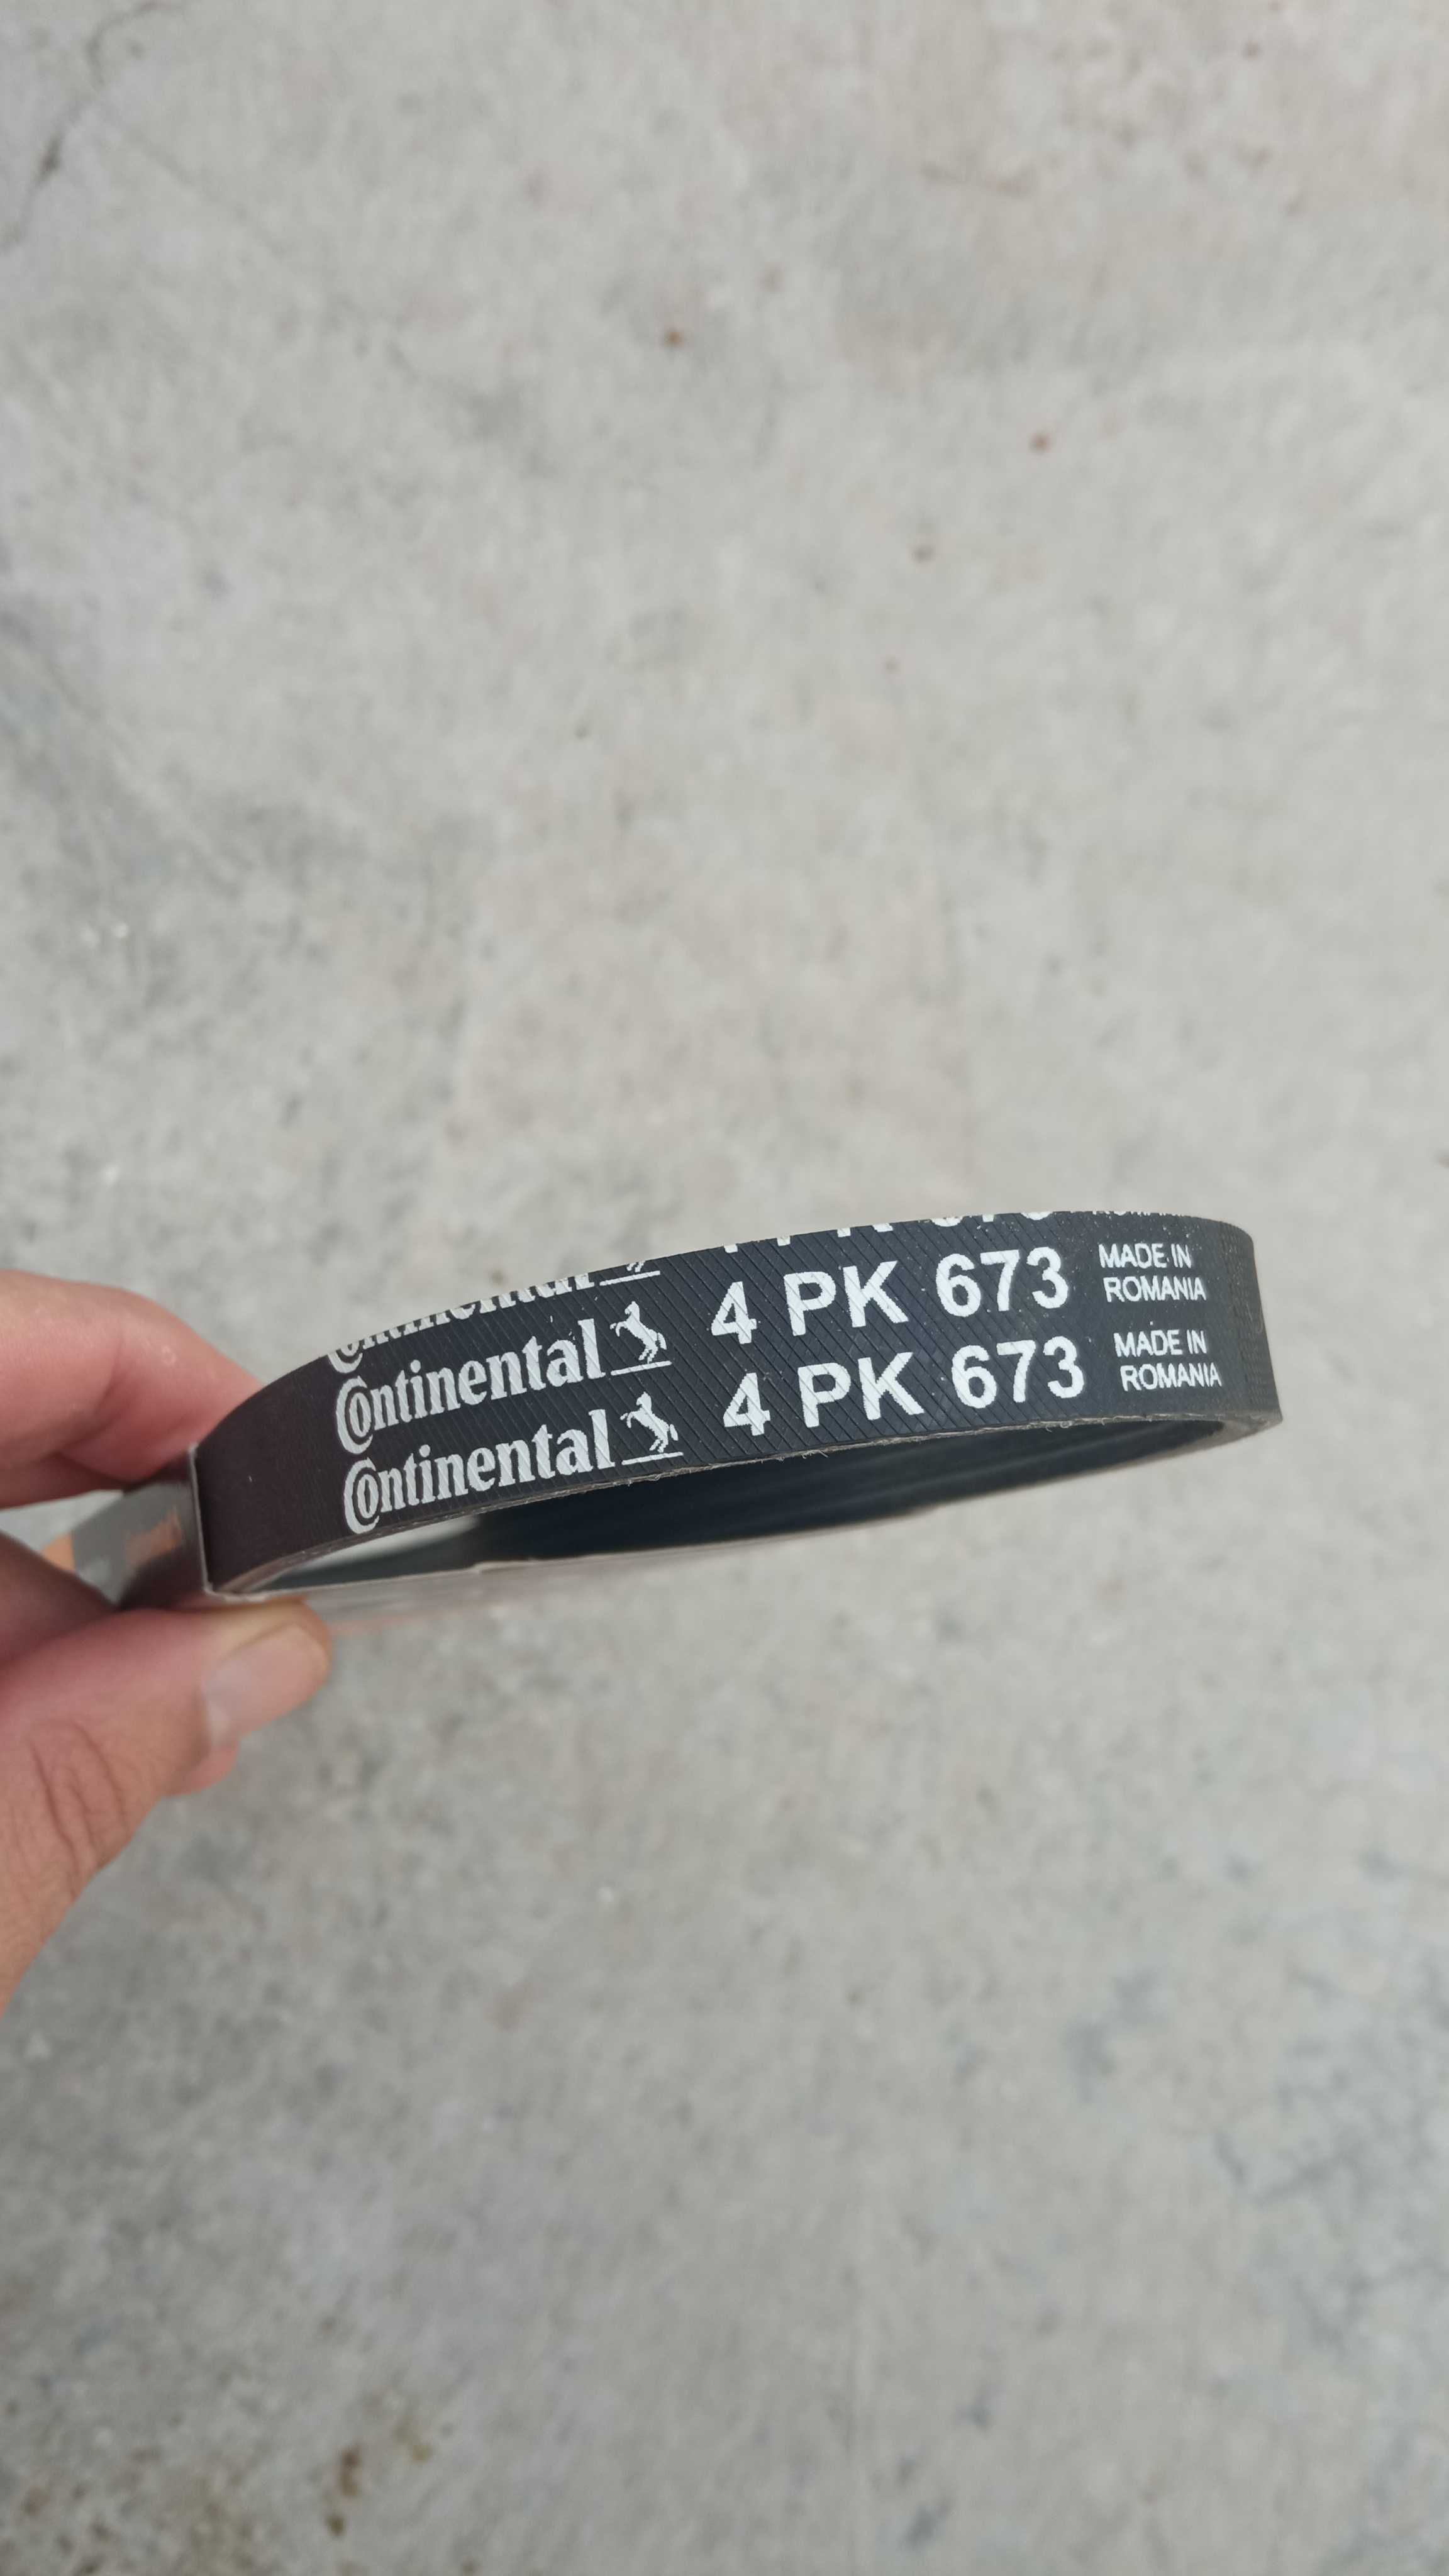 Continental 4 PK 673 MADE IN
ROMANIA
Continental 4 PK 673 MADE IN
ROMANIA